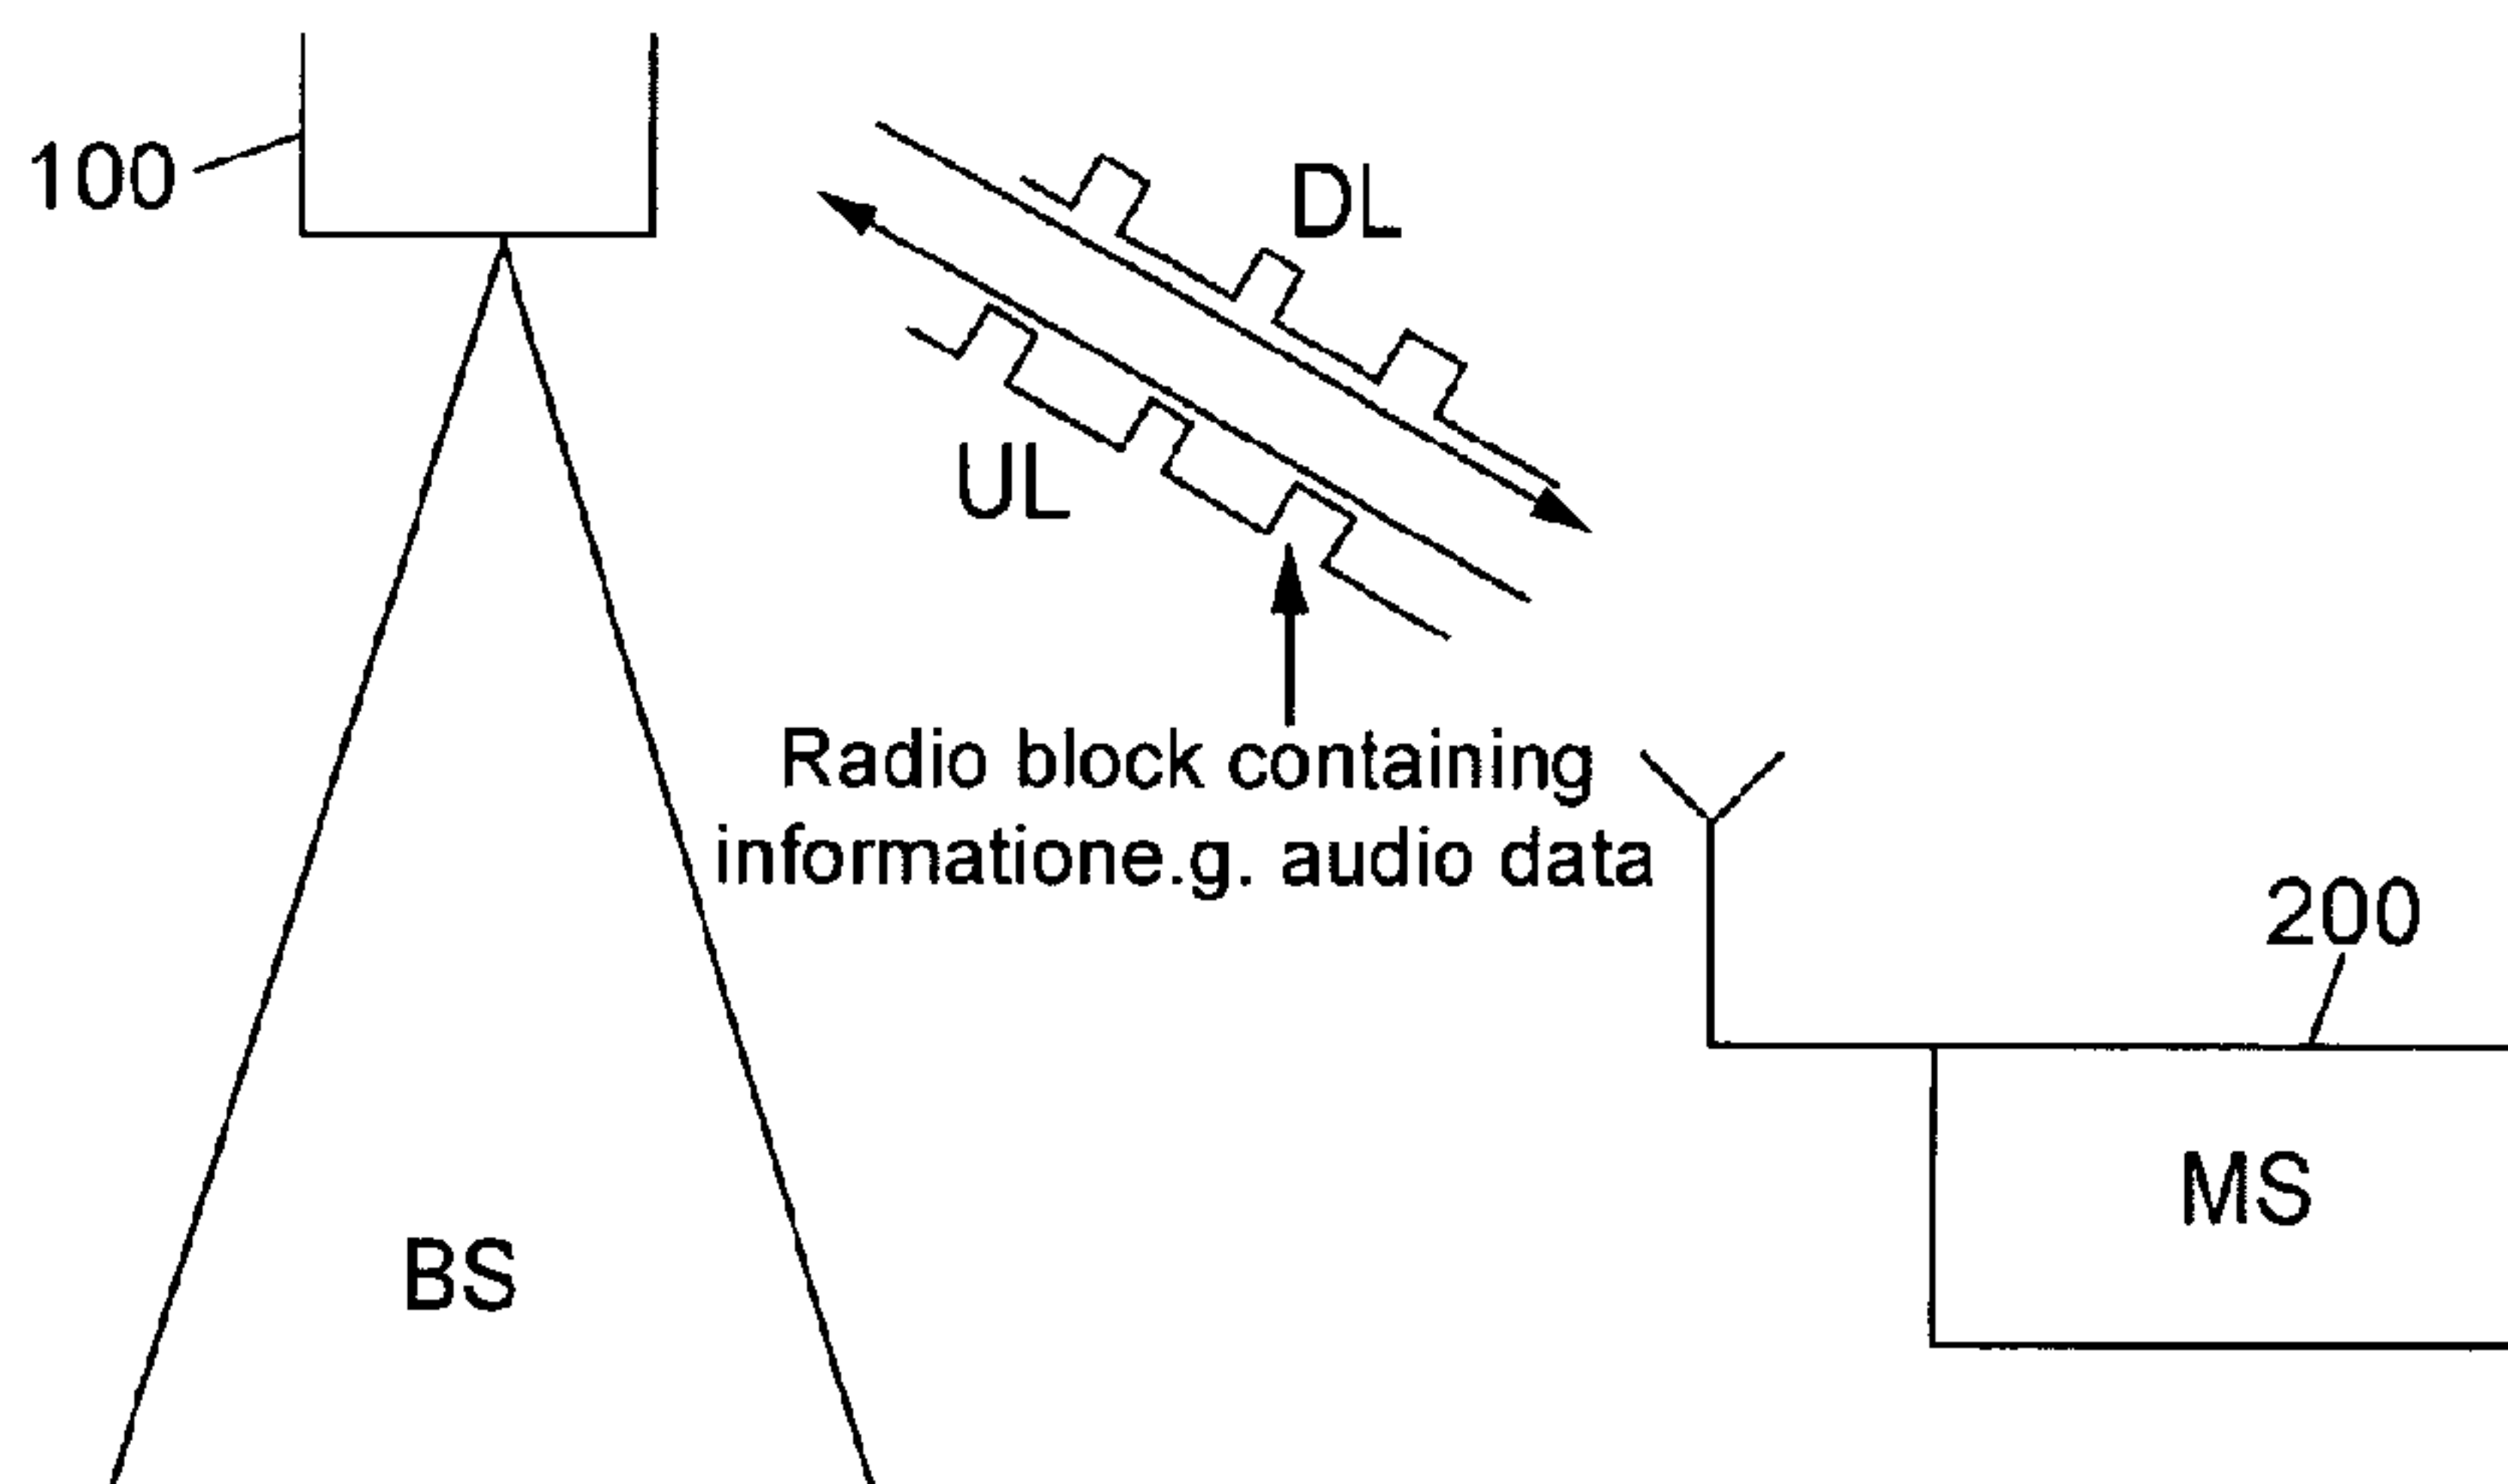 100
DL
UL
Radio block containing
informatione.g. audio data
200
MS
BS